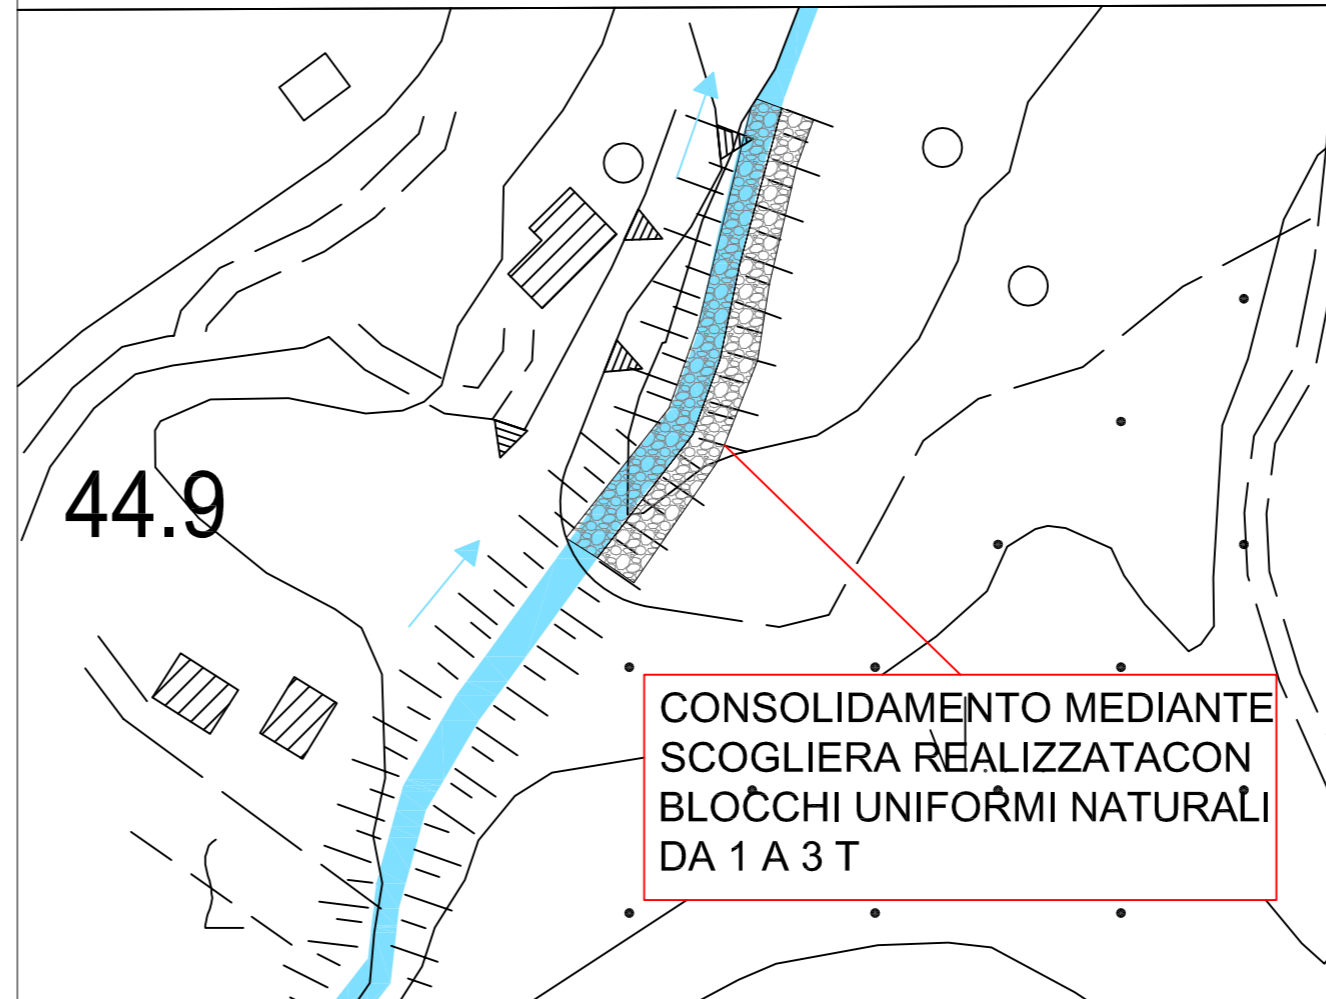 44.9
CONSOLIDAMENTO MEDIANTE
SCOGLIERA REALIZZATACON
BLOCCHI UNIFORMI NATURALI
DA 1 A 3 T